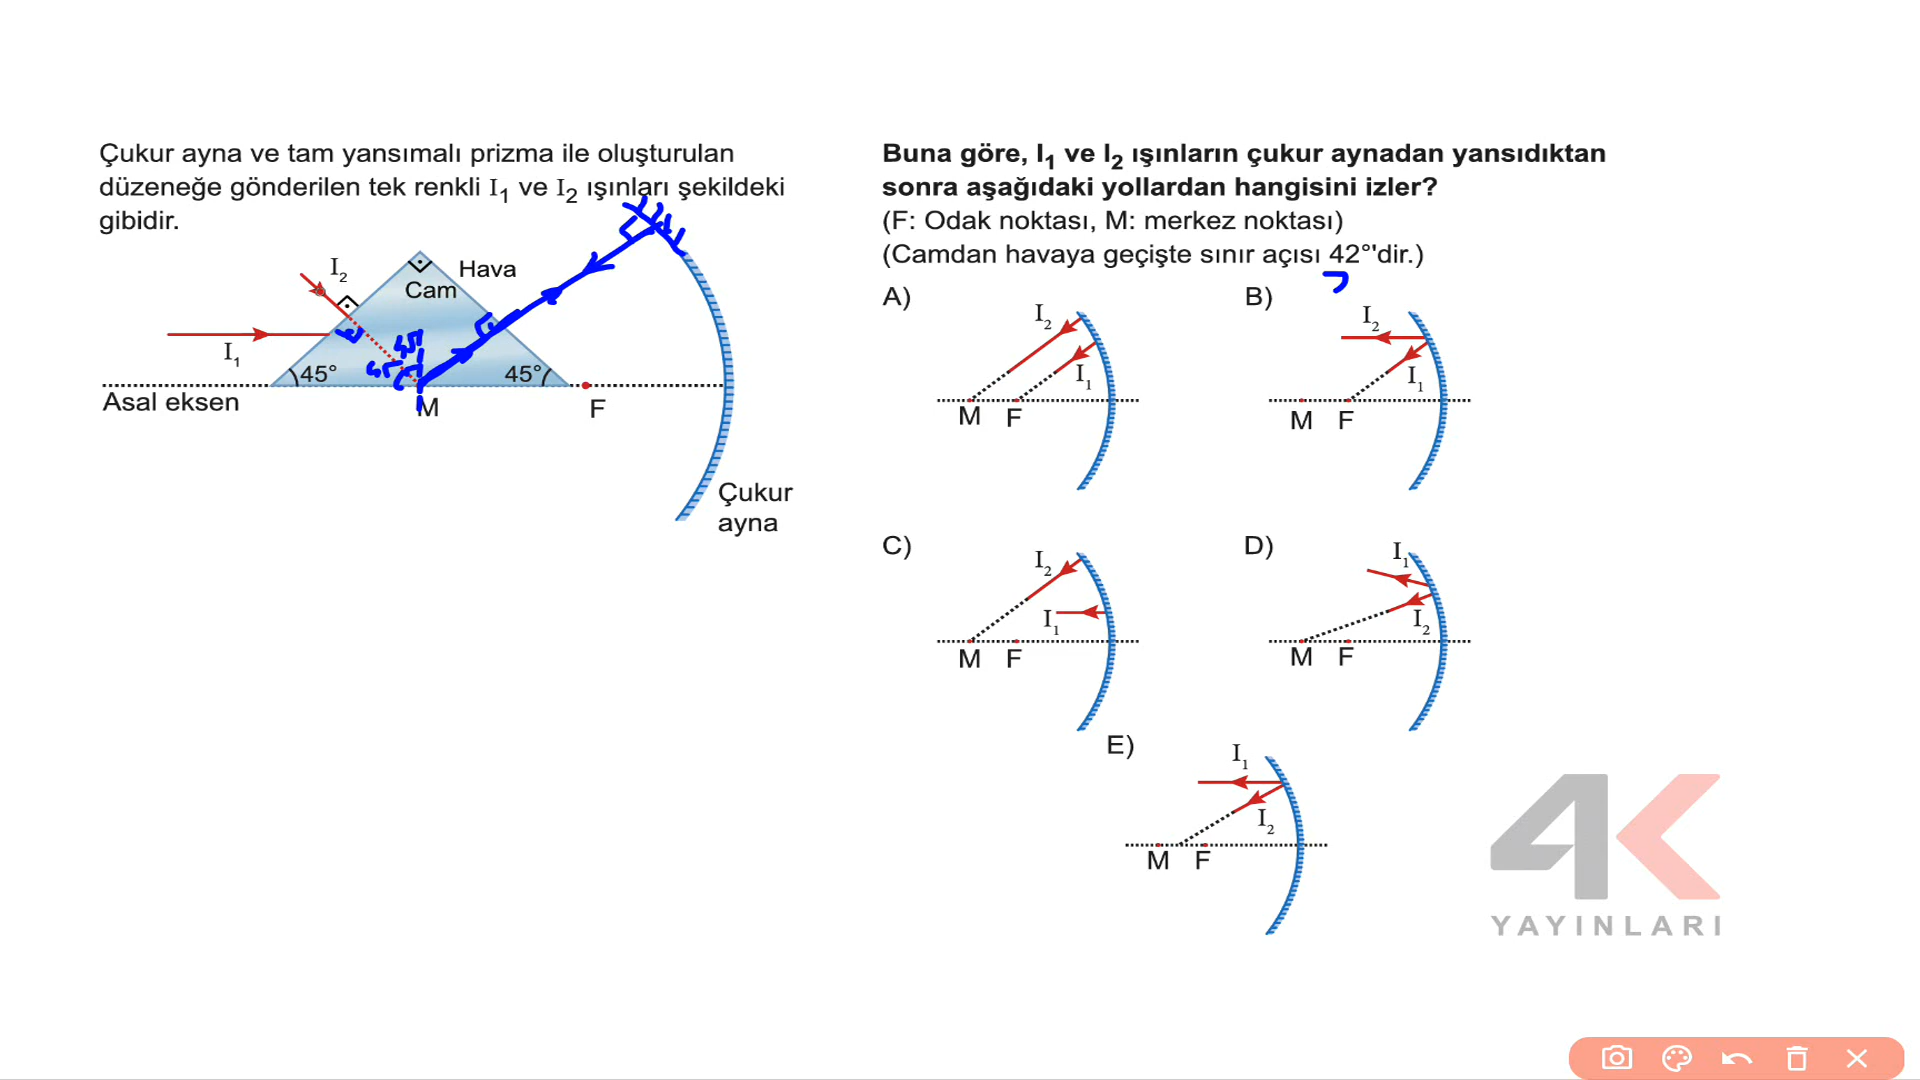 Çukur ayna ve tam yansımalı prizma ile oluşturulan
düzeneğe gönderilen tek renkli I1 ve I2 ışınları şekildeki
gibidir.
I2
Hava
Cam
I1
45°
45
45
45°
Asal eksen
M
F
Çukur
ayna
Buna göre, I1 ve I2 ışınların çukur aynadan yansıdıktan
sonra aşağıdaki yollardan hangisini izler?
(F: Odak noktası, M: merkez noktası)
(Camdan havaya geçişte sınır açısı 42°'dir.)
A)
I2
I1
M F
B)
I2
I1
M F
C)
I2
I1
M F
D)
I1
I2
M F
E)
I1
I2
M F
4K
YAYINLARI